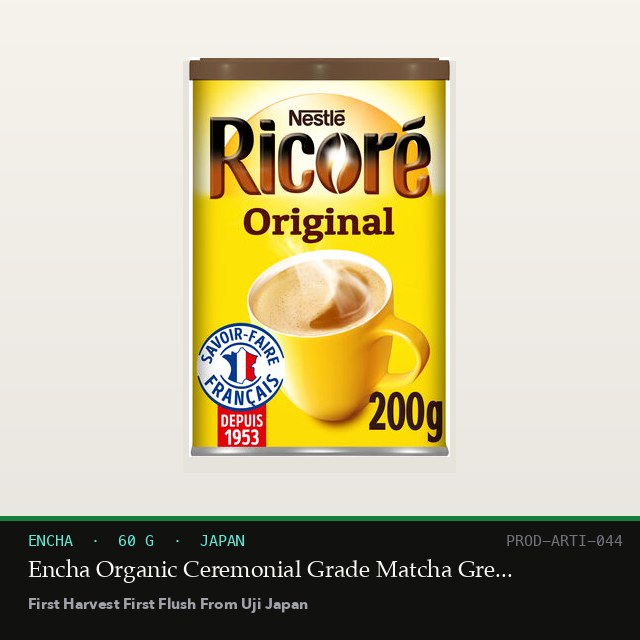 Nestlé
Ricoré
Original
SAVOIR-FAIRE
FRANÇAIS
DEPUIS
1953
200g
ENCHA · 60 G · JAPAN
PROD-ARTI-044
Encha Organic Ceremonial Grade Matcha Gre...
First Harvest First Flush From Uji Japan